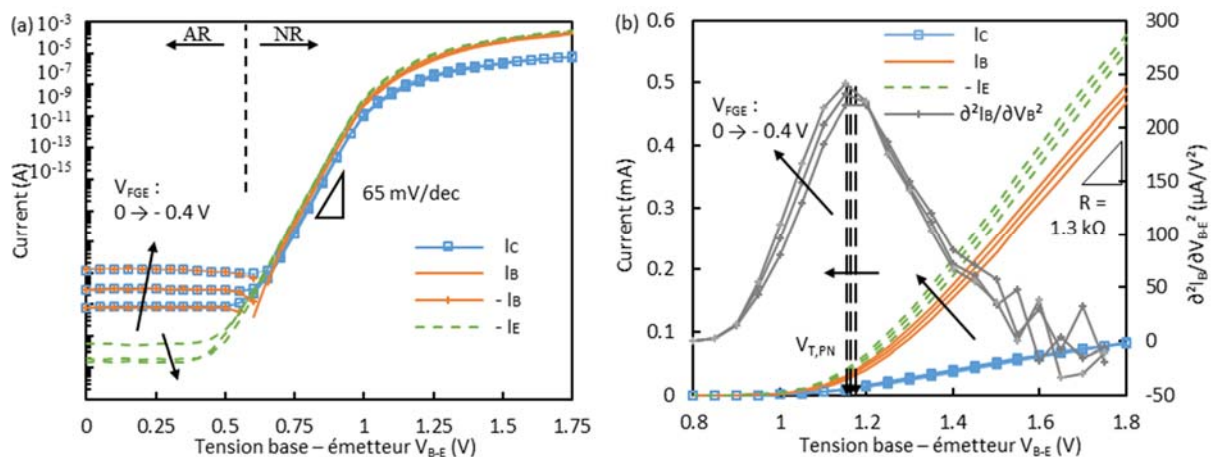 (a)
10⁻³
10⁻⁵
10⁻⁷
10⁻⁹
10⁻¹¹
10⁻¹³
10⁻¹⁵
Current (A)
AR
NR
V_FGE :
0 → - 0.4 V
65 mV/dec
I_C
I_B
- I_B
- I_E
0
0.25
0.5
0.75
1
1.25
1.5
1.75
Tension base – émetteur V_B-E (V)
(b)
0.6
0.5
0.4
0.3
0.2
0.1
0
Current (mA)
I_C
I_B
- I_E
∂²I_B/∂V_B²
V_FGE :
0 → - 0.4 V
V_T,PN
R =
1.3 kΩ
300
250
200
150
100
50
0
-50
∂²I_B/∂V_B-E² (µA/V²)
0.8
1.0
1.2
1.4
1.6
1.8
Tension base – émetteur V_B-E (V)